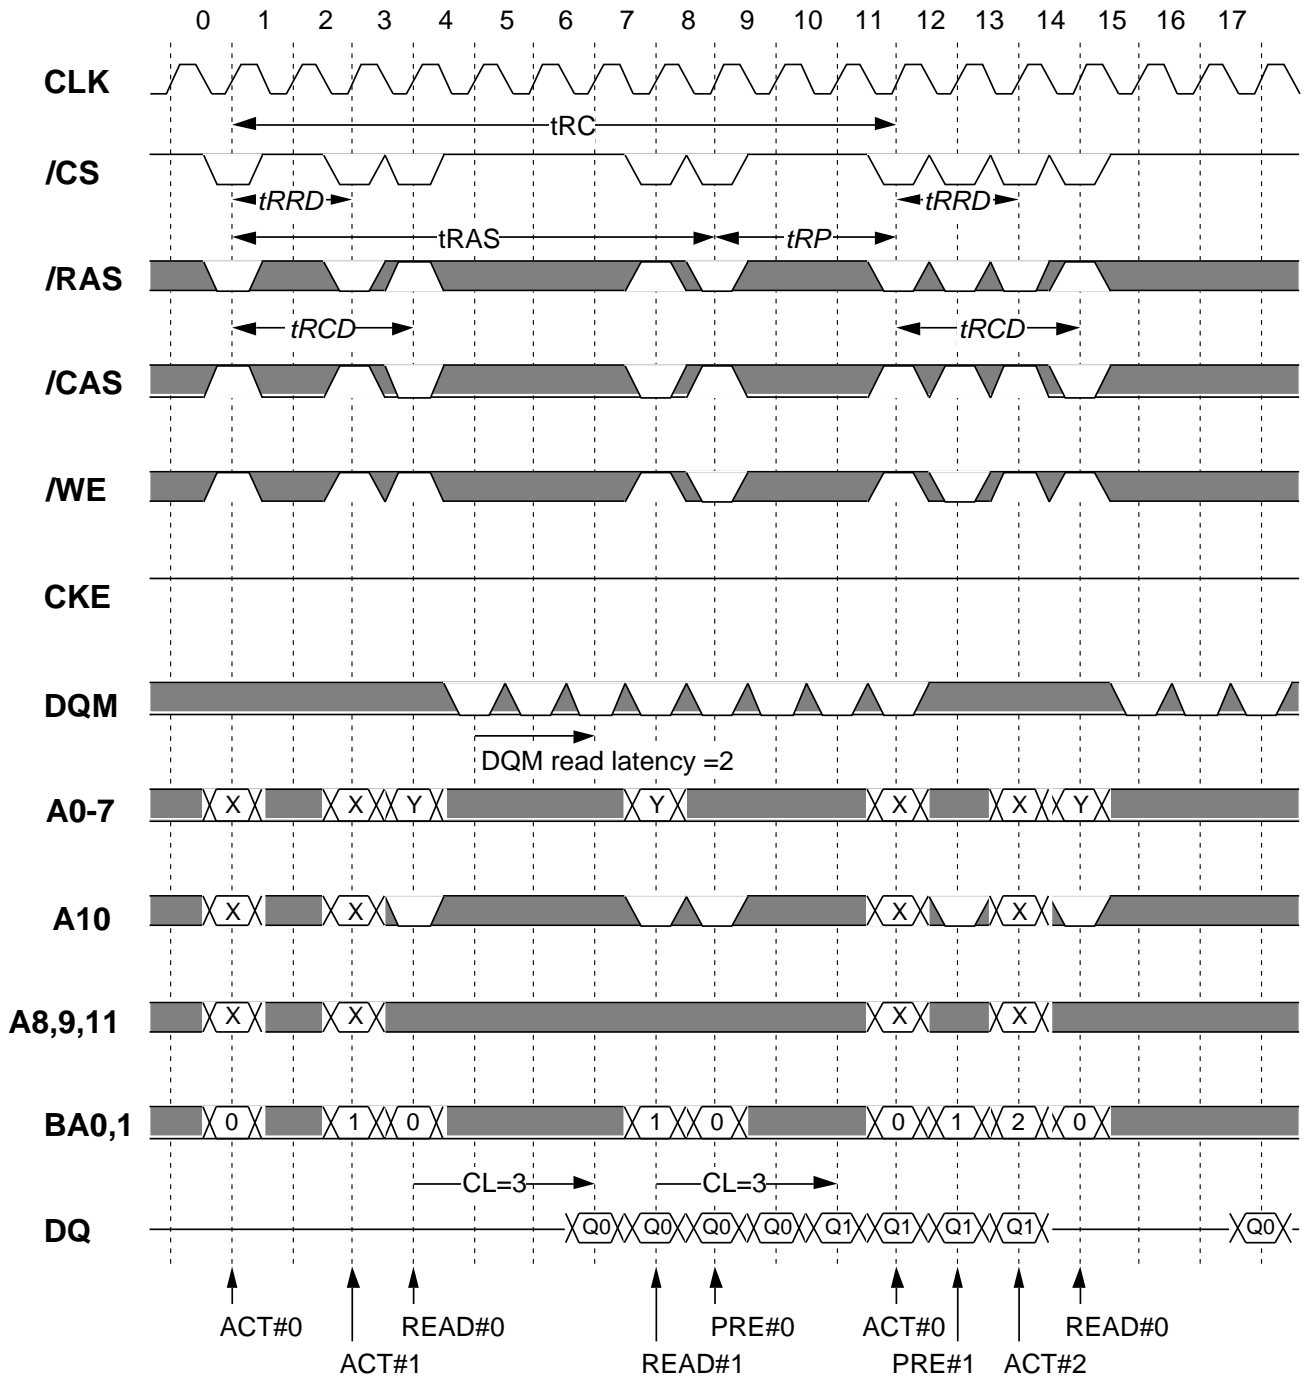 0 1 2 3 4 5 6 7 8 9 10 11 12 13 14 15 16 17
CLK
tRC
/CS
tRRD tRRD
tRAS tRP
/RAS
tRCD tRCD
/CAS
/WE
CKE
DQM
DQM read latency =2
A0-7 X X Y Y X X Y
A10 X X X X
A8,9,11 X X X X
BA0,1 0 1 0 1 0 0 1 2 0
CL=3 CL=3
DQ Q0 Q0 Q0 Q0 Q1 Q1 Q1 Q1 Q0
ACT#0 READ#0 PRE#0 ACT#0 READ#0
ACT#1 READ#1 PRE#1 ACT#2